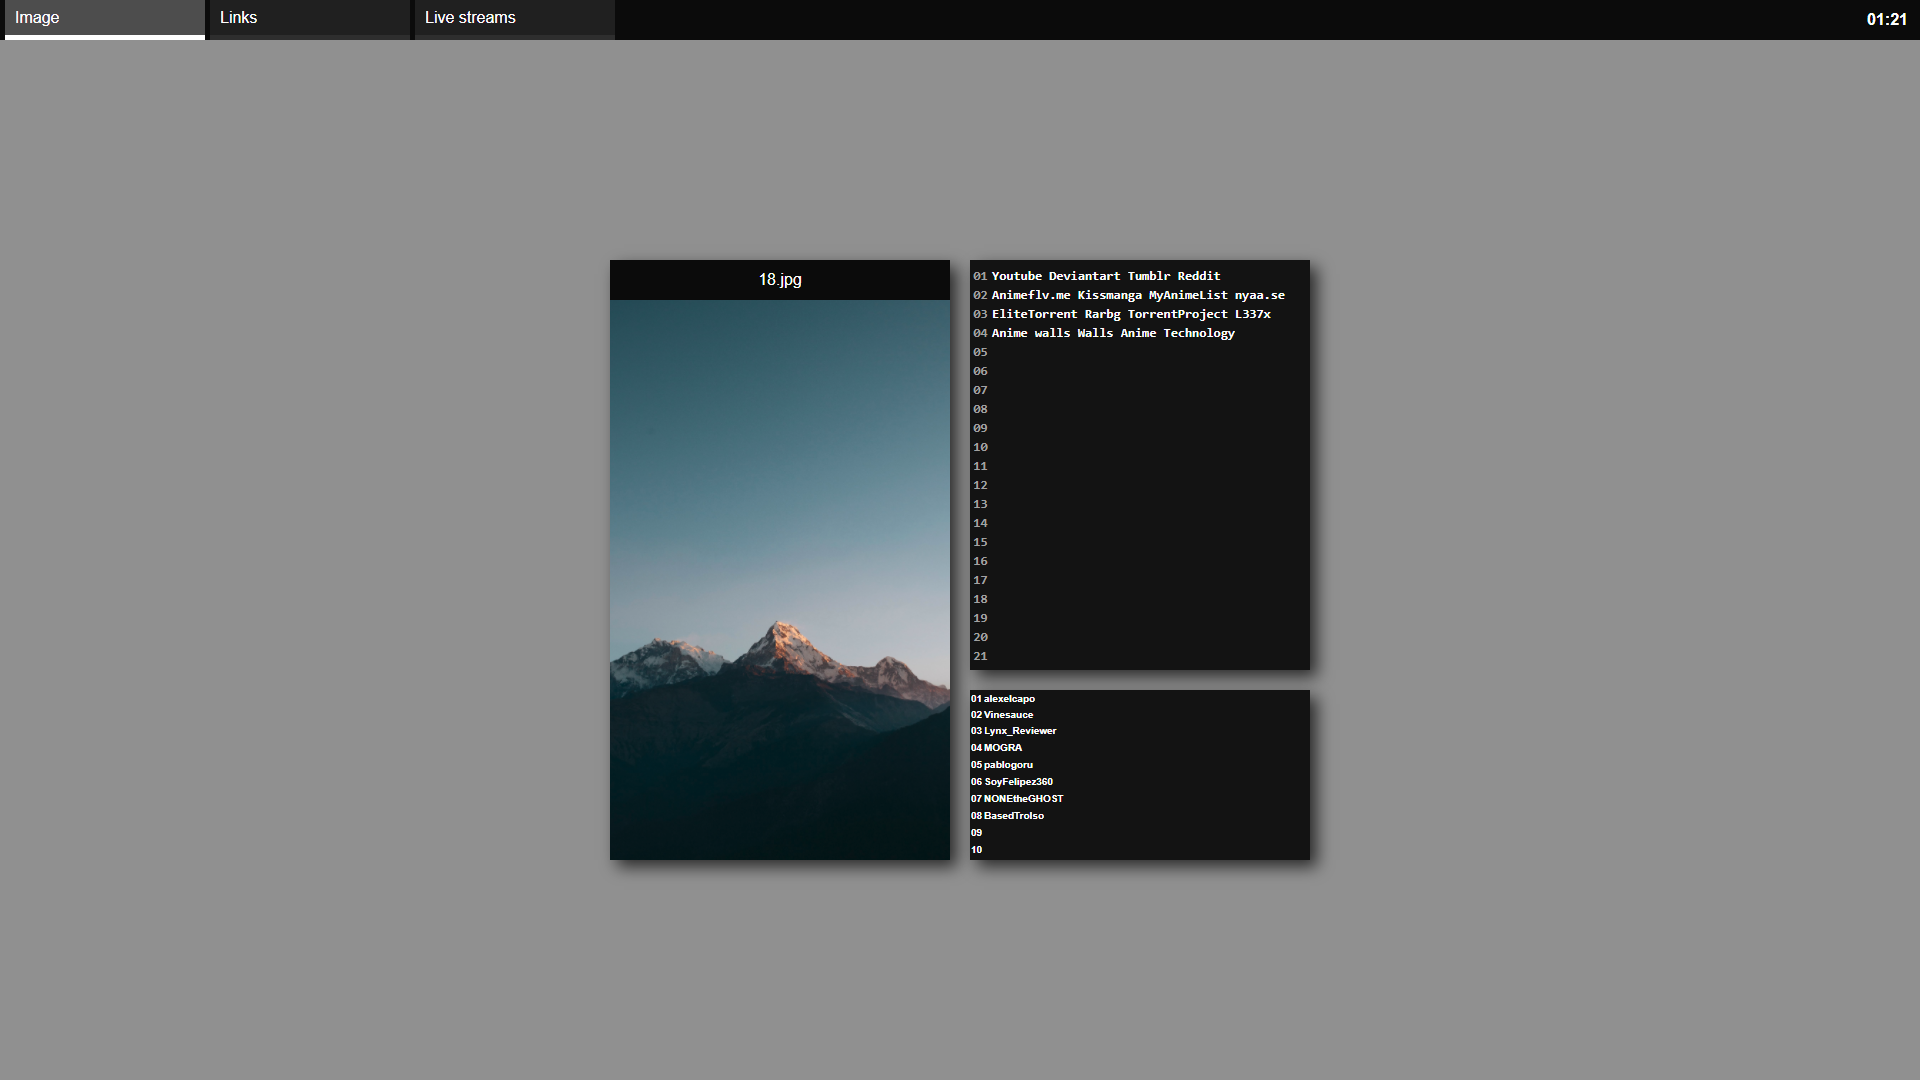 Image
Links
Live streams
01:21
18.jpg
01 Youtube Deviantart Tumblr Reddit
02 Animeflv.me Kissmanga MyAnimeList nyaa.se
03 EliteTorrent Rarbg TorrentProject L337x
04 Anime walls Walls Anime Technology
05
06
07
08
09
10
11
12
13
14
15
16
17
18
19
20
21
01 alexelcapo
02 Vinesauce
03 Lynx_Reviewer
04 MOGRA
05 pablogoru
06 SoyFelipez360
07 NONEtheGHOST
08 BasedTrolso
09
10